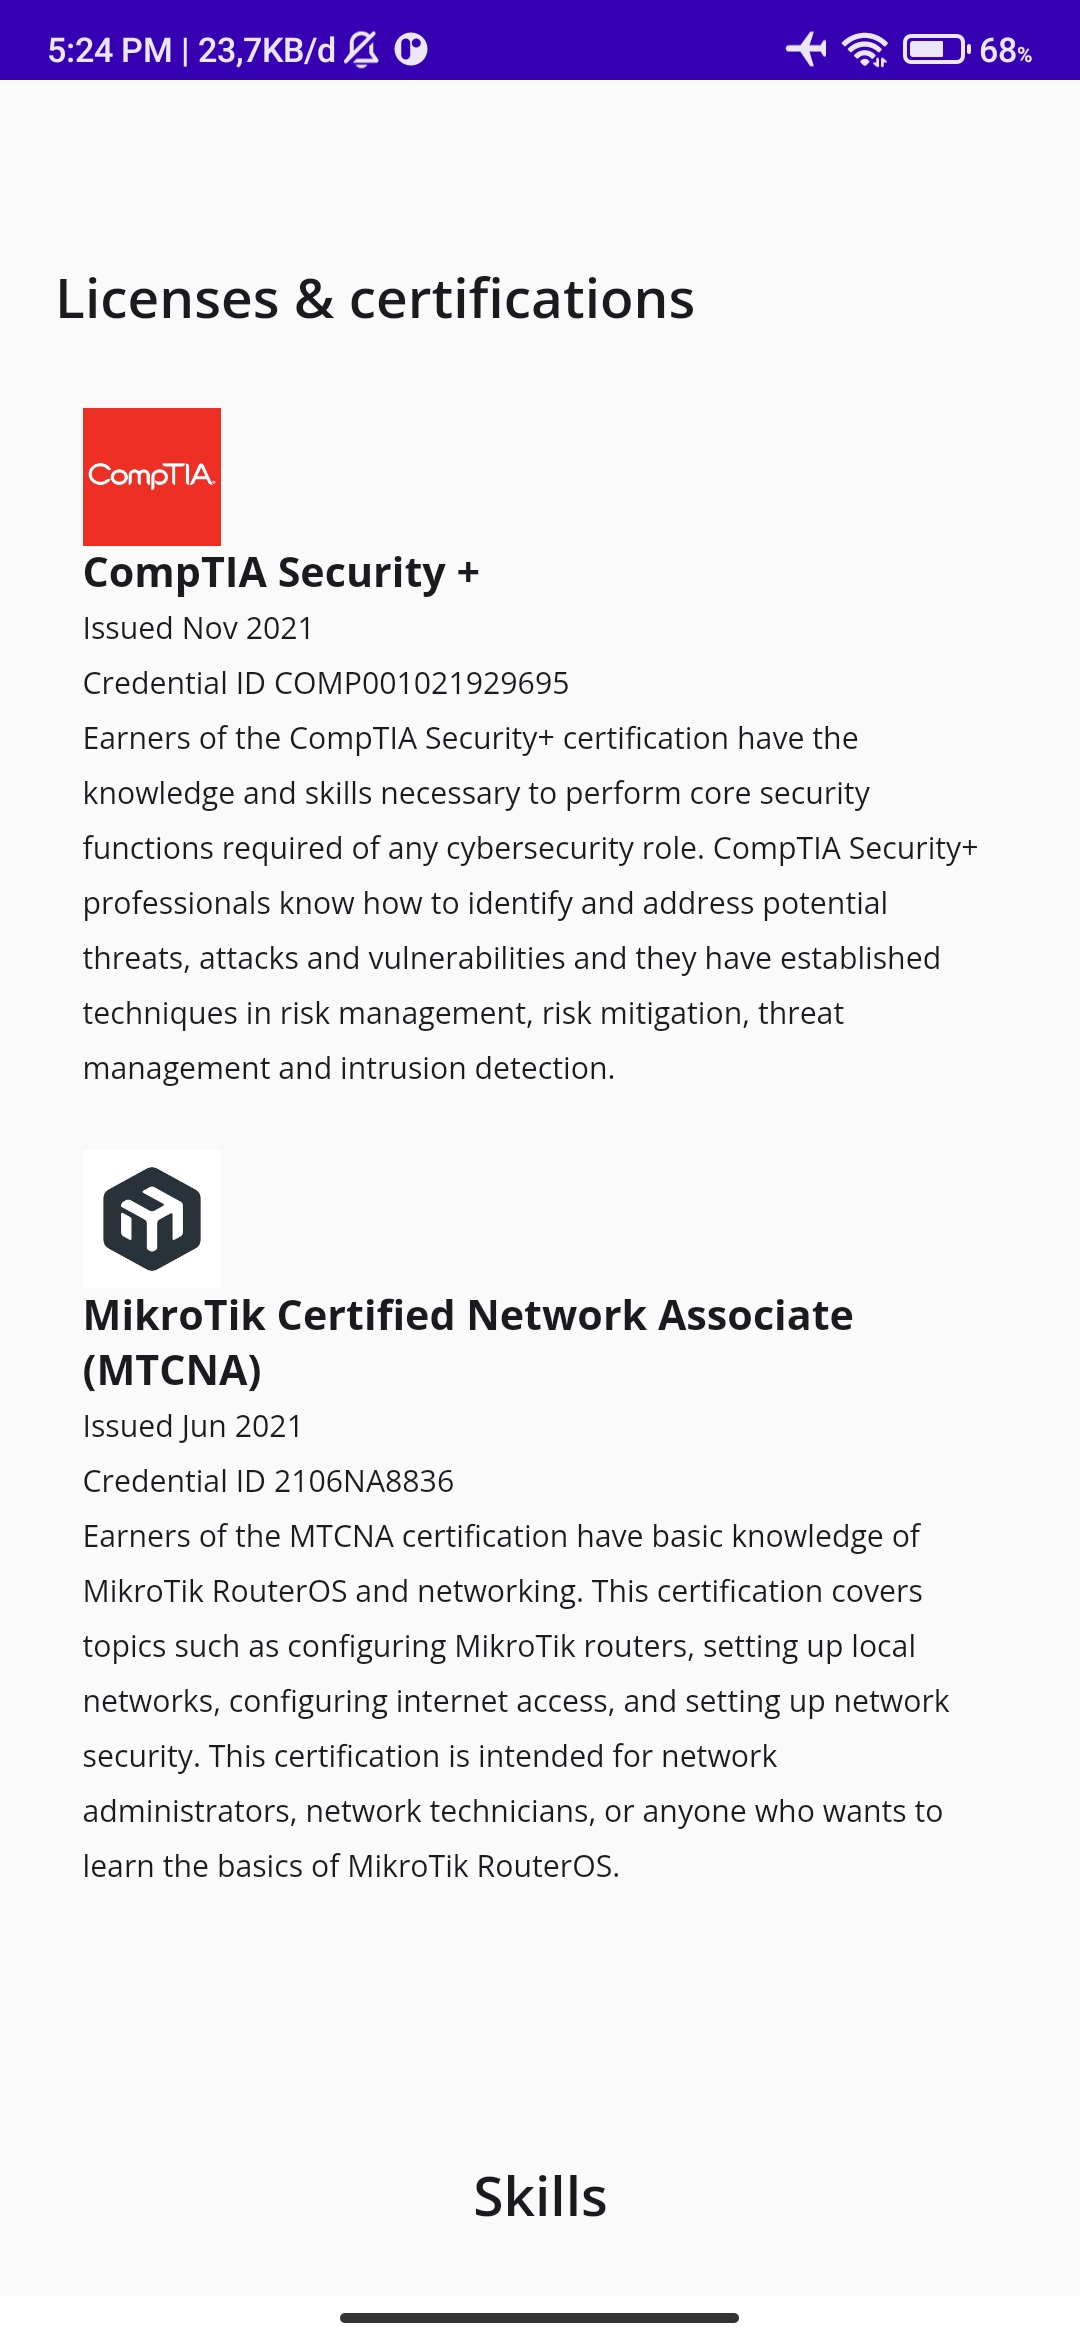 5:24 PM | 23,7KB/d 68%
Licenses & certifications
CompTIA.
CompTIA Security +
Issued Nov 2021
Credential ID COMP001021929695
Earners of the CompTIA Security+ certification have the
knowledge and skills necessary to perform core security
functions required of any cybersecurity role. CompTIA Security+
professionals know how to identify and address potential
threats, attacks and vulnerabilities and they have established
techniques in risk management, risk mitigation, threat
management and intrusion detection.
MikroTik Certified Network Associate
(MTCNA)
Issued Jun 2021
Credential ID 2106NA8836
Earners of the MTCNA certification have basic knowledge of
MikroTik RouterOS and networking. This certification covers
topics such as configuring MikroTik routers, setting up local
networks, configuring internet access, and setting up network
security. This certification is intended for network
administrators, network technicians, or anyone who wants to
learn the basics of MikroTik RouterOS.
Skills